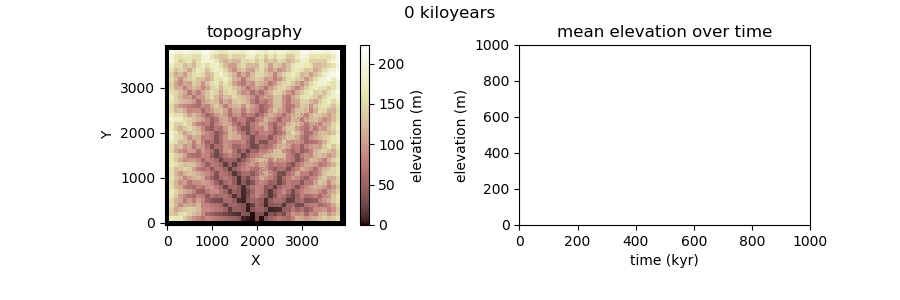 0 kiloyears
topography
mean elevation over time
3000
2000
1000
0
Y
0 1000 2000 3000
X
200
150
100
50
0
elevation (m)
1000
800
600
400
200
0
elevation (m)
0 200 400 600 800 1000
time (kyr)